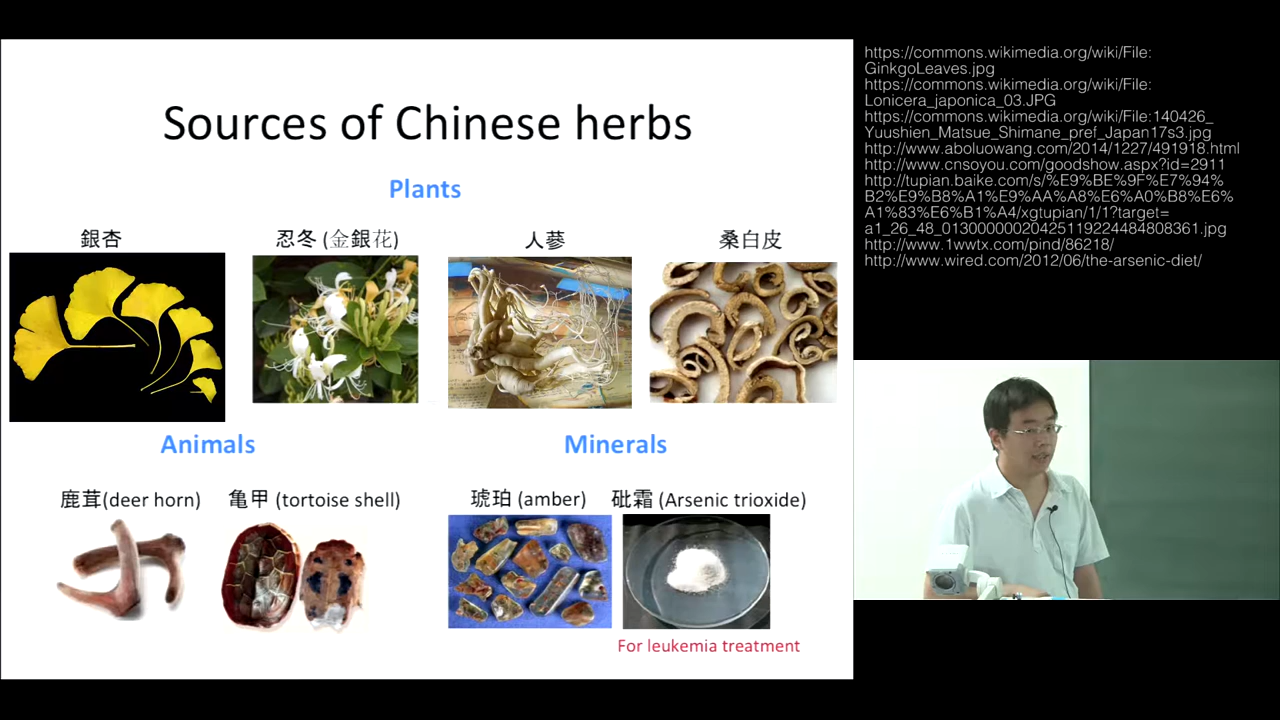 Sources of Chinese herbs
Plants
銀杏
忍冬 (金銀花)
人蔘
桑白皮
Animals
Minerals
鹿茸(deer horn)
亀甲 (tortoise shell)
琥珀 (amber)
砒霜 (Arsenic trioxide)
For leukemia treatment
https://commons.wikimedia.org/wiki/File:
GinkgoLeaves.jpg
https://commons.wikimedia.org/wiki/File:
Lonicera_japonica_03.JPG
https://commons.wikimedia.org/wiki/File:140426_
Yuushien_Matsue_Shimane_pref_Japan17s3.jpg
http://www.aboluowang.com/2014/1227/491918.html
http://www.cnsoyou.com/goodshow.aspx?id=2911
http://tupian.baike.com/s/%E9%BE%9F%E7%94%
B2%E9%B8%A1%E9%AA%A8%E6%A0%B8%E6%
A1%83%E6%B1%A4/xgtupian/1/1?target=
a1_26_48_01300000020425119224484808361.jpg
http://www.1wwtx.com/pind/86218/
http://www.wired.com/2012/06/the-arsenic-diet/